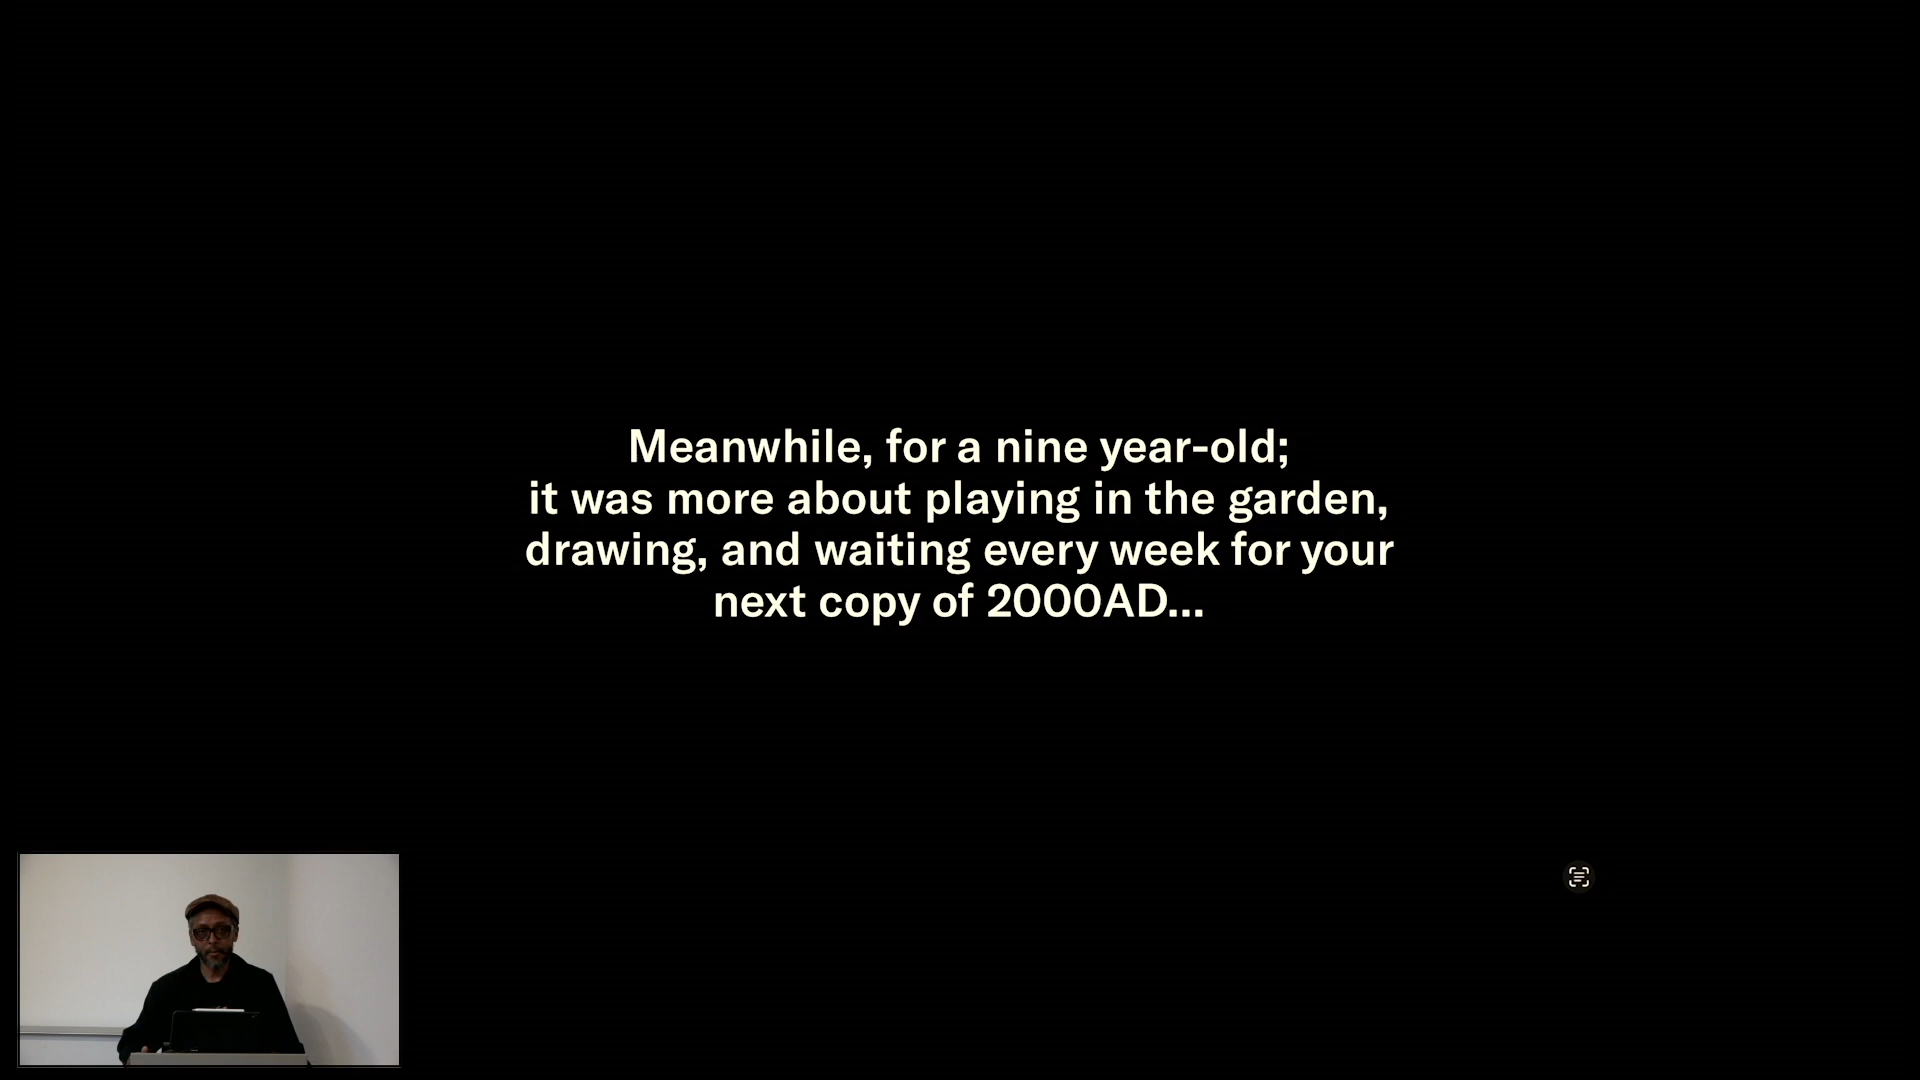 Meanwhile, for a nine year-old;
it was more about playing in the garden,
drawing, and waiting every week for your
next copy of 2000AD...